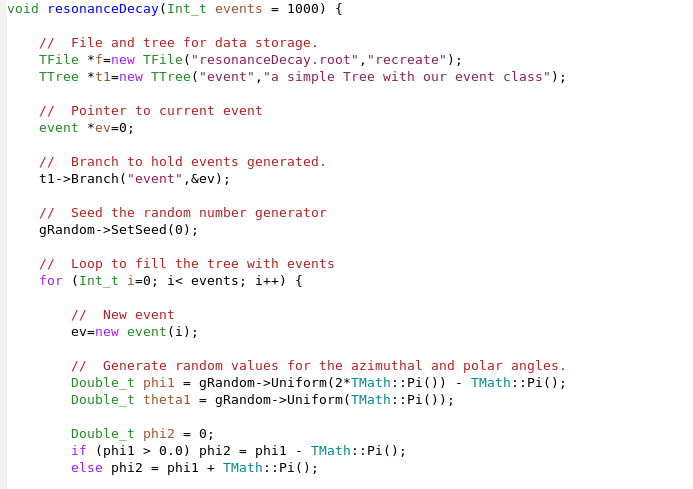 void resonanceDecay(Int_t events = 1000) {
//  File and tree for data storage.
TFile *f=new TFile("resonanceDecay.root","recreate");
TTree *t1=new TTree("event","a simple Tree with our event class");
//  Pointer to current event
event *ev=0;
//  Branch to hold events generated.
t1->Branch("event",&ev);
//  Seed the random number generator
gRandom->SetSeed(0);
//  Loop to fill the tree with events
for (Int_t i=0; i< events; i++) {
//  New event
ev=new event(i);
//  Generate random values for the azimuthal and polar angles.
Double_t phi1 = gRandom->Uniform(2*TMath::Pi()) - TMath::Pi();
Double_t theta1 = gRandom->Uniform(TMath::Pi());
Double_t phi2 = 0;
if (phi1 > 0.0) phi2 = phi1 - TMath::Pi();
else phi2 = phi1 + TMath::Pi();